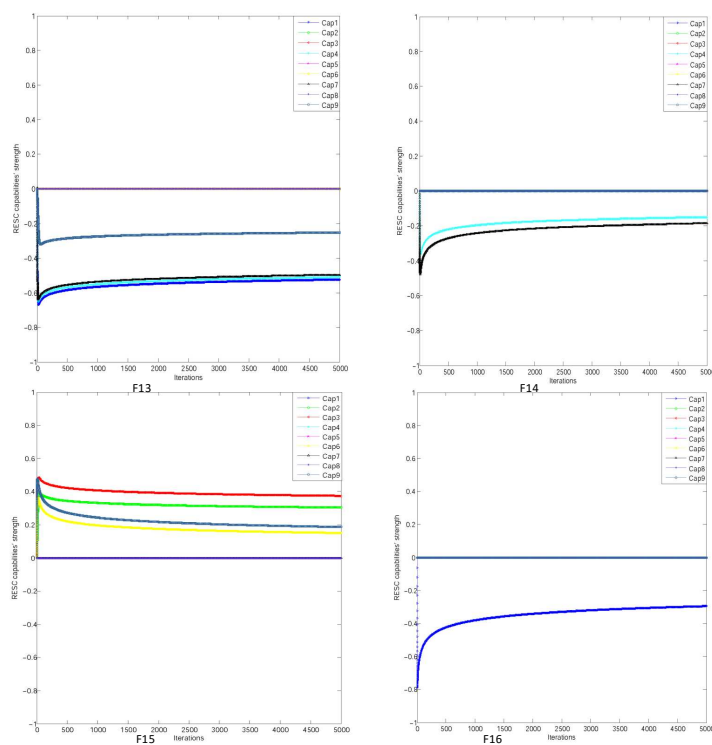 1
0.8
0.6
0.4
0.2
0
−0.2
−0.4
−0.6
−0.8
−1
RESC capabilities' strength
0 500 1000 1500 2000 2500 3000 3500 4000 4500 5000
Iterations
F13
Cap1
Cap2
Cap3
Cap4
Cap5
Cap6
Cap7
Cap8
Cap9
1
0.8
0.6
0.4
0.2
0
−0.2
−0.4
−0.6
−0.8
−1
RESC capabilities' strength
0 500 1000 1500 2000 2500 3000 3500 4000 4500 5000
Iterations
F14
Cap1
Cap2
Cap3
Cap4
Cap5
Cap6
Cap7
Cap8
Cap9
1
0.8
0.6
0.4
0.2
0
−0.2
−0.4
−0.6
−0.8
−1
RESC capabilities' strength
0 500 1000 1500 2000 2500 3000 3500 4000 4500 5000
F15 Iterations
Cap1
Cap2
Cap3
Cap4
Cap5
Cap6
Cap7
Cap8
Cap9
1
0.8
0.6
0.4
0.2
0
−0.2
−0.4
−0.6
−0.8
−1
RESC capabilities' strength
0 500 1000 1500 2000 2500 3000 3500 4000 4500 5000
F16 Iterations
Cap1
Cap2
Cap3
Cap4
Cap5
Cap6
Cap7
Cap8
Cap9